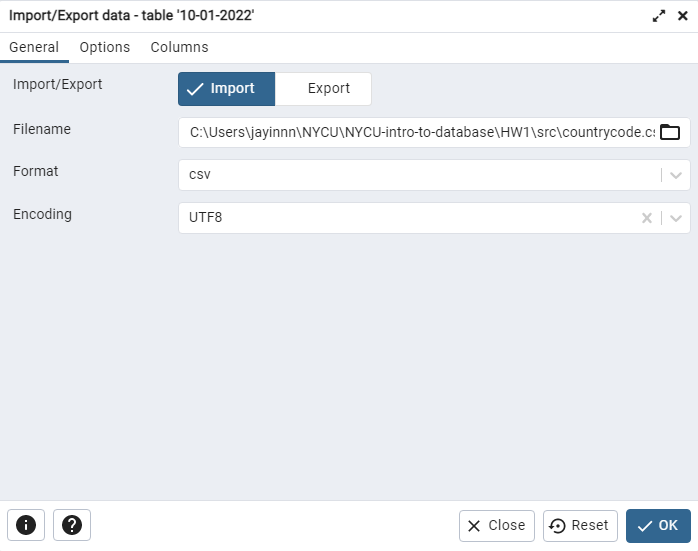 Import/Export data - table '10-01-2022'
General Options Columns
Import/Export Import Export
Filename C:\Users\jayinnn\NYCU\NYCU-intro-to-database\HW1\src\countrycode.cs
Format csv
Encoding UTF8
Close Reset OK